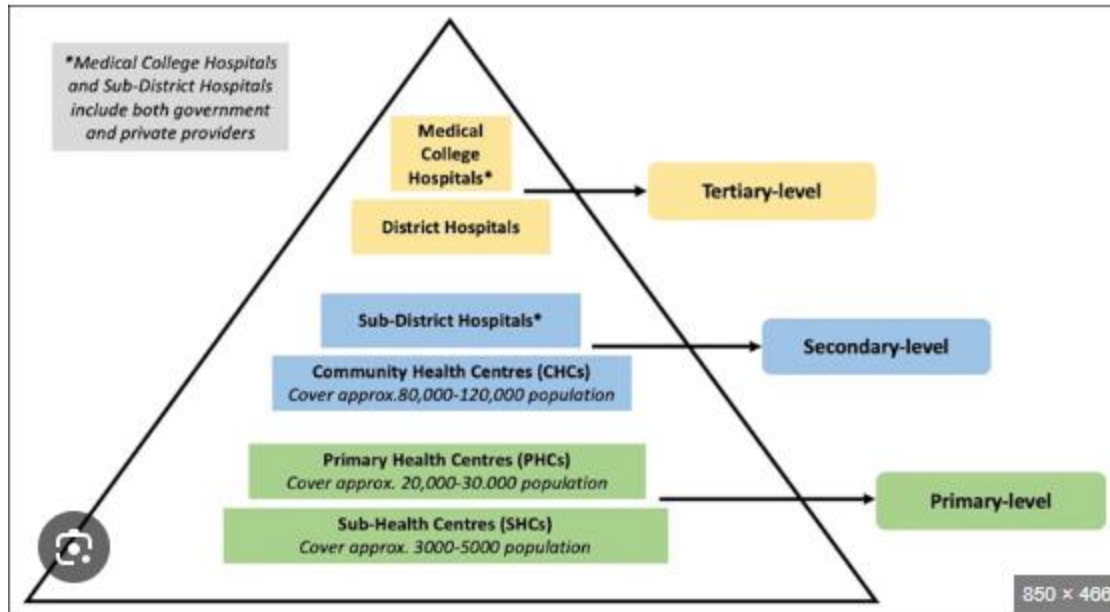 *Medical College Hospitals
and Sub-District Hospitals
include both government
and private providers
Medical
College
Hospitals*
Tertiary-level
District Hospitals
Sub-District Hospitals*
Secondary-level
Community Health Centres (CHCs)
Cover approx.80,000-120,000 population
Primary Health Centres (PHCs)
Cover approx. 20,000-30.000 population
Primary-level
Sub-Health Centres (SHCs)
Cover approx. 3000-5000 population
850 × 466